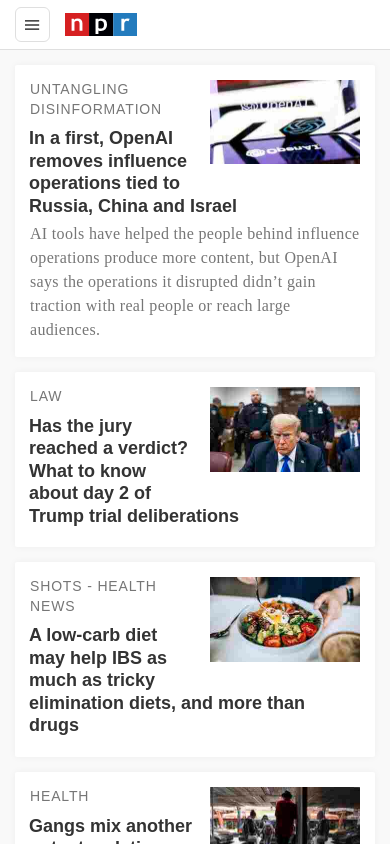 npr
UNTANGLING
DISINFORMATION
In a first, OpenAI
removes influence
operations tied to
Russia, China and Israel
AI tools have helped the people behind influence
operations produce more content, but OpenAI
says the operations it disrupted didn’t gain
traction with real people or reach large
audiences.
OpenAI
OpenAI
LAW
Has the jury
reached a verdict?
What to know
about day 2 of
Trump trial deliberations
SHOTS - HEALTH
NEWS
A low-carb diet
may help IBS as
much as tricky
elimination diets, and more than
drugs
HEALTH
Gangs mix another